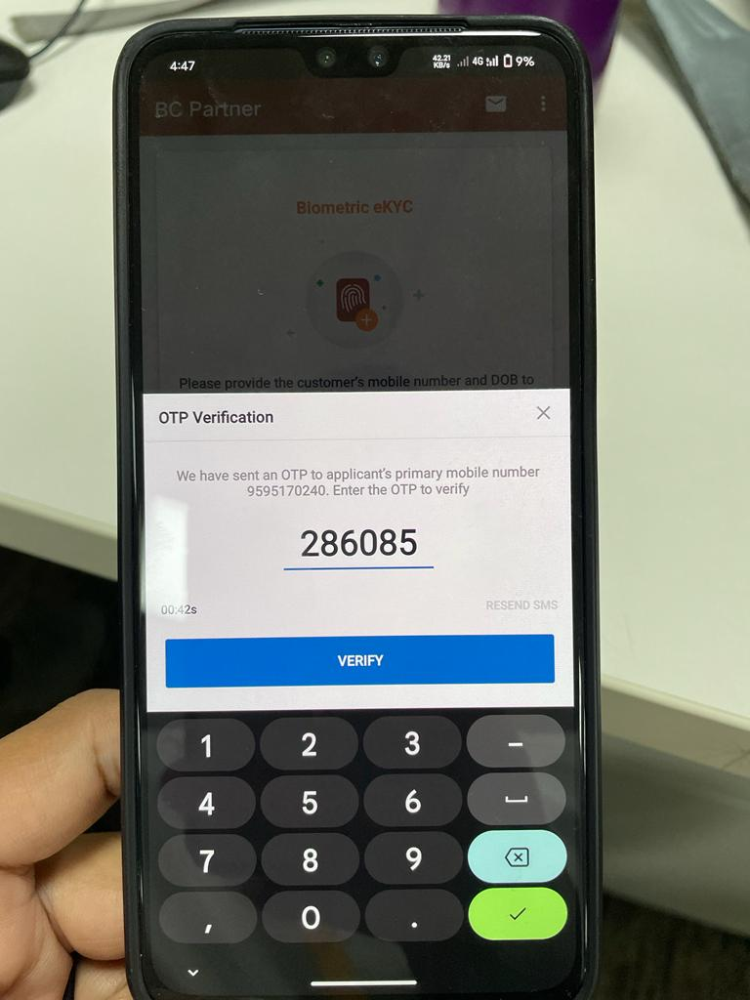 4:47
42.21 KB/s 4G 9%
BC Partner
Biometric eKYC
Please provide the customer's mobile number and DOB to
OTP Verification
We have sent an OTP to applicant's primary mobile number
9595170240. Enter the OTP to verify
286085
00:42s RESEND SMS
VERIFY
1 2 3 –
4 5 6
7 8 9
, 0 .